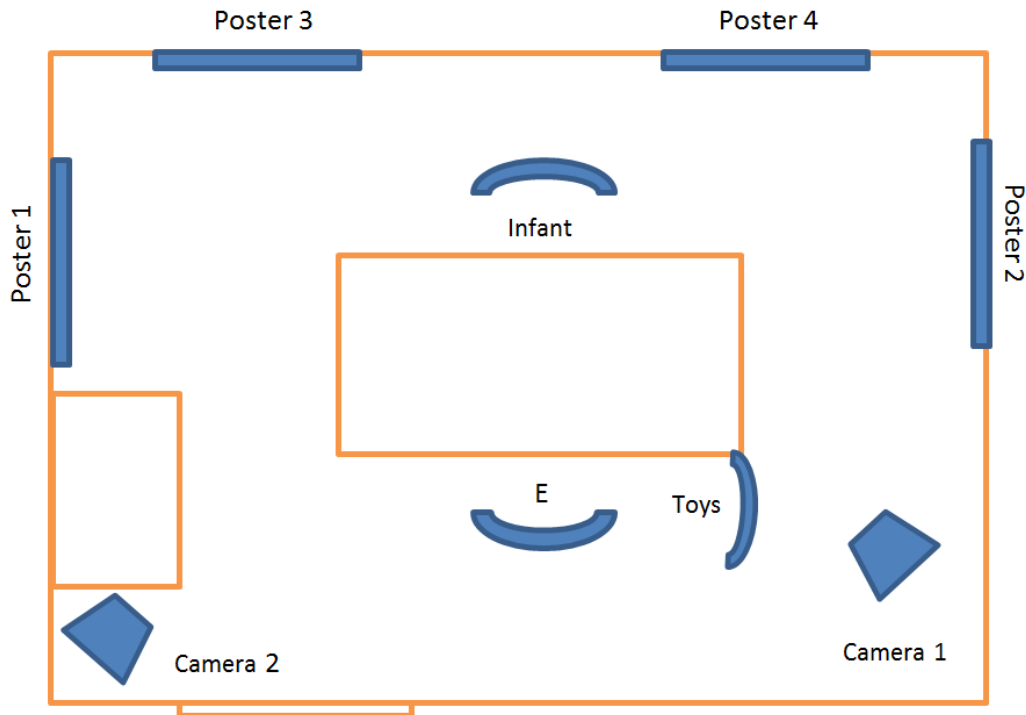 Poster 3
Poster 4
Poster 1
Infant
Poster 2
E
Toys
Camera 2
Camera 1